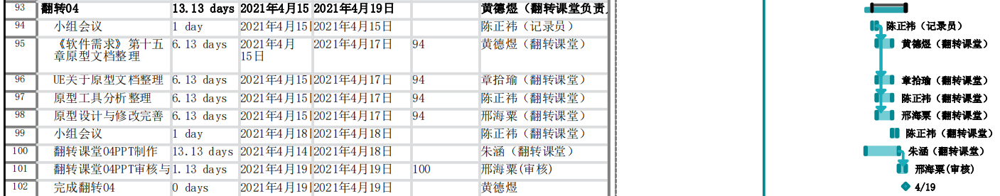 93 翻转04 13.13 days 2021年4月15 2021年4月19日 黄德煜（翻转课堂负责
94 小组会议 1 day 2021年4月15 2021年4月15日 陈正祎（记录员） 陈正祎（记录员）
95 《软件需求》第十五 6.13 days 2021年4月 2021年4月17日 94 黄德煜（翻转课堂） 黄德煜（翻转课堂）
章原型文档整理 15日
96 UE关于原型文档整理 6.13 days 2021年4月15 2021年4月17日 94 章拾瑜（翻转课堂） 章拾瑜（翻转课堂）
97 原型工具分析整理 6.13 days 2021年4月15 2021年4月17日 94 陈正祎（翻转课堂） 陈正祎（翻转课堂）
98 原型设计与修改完善 6.13 days 2021年4月15 2021年4月17日 94 邢海粟（翻转课堂） 邢海粟（翻转课堂）
99 小组会议 1 day 2021年4月18 2021年4月18日 陈正祎（翻转课堂） 陈正祎（翻转课堂）
100 翻转课堂04PPT制作 13.13 days 2021年4月14 2021年4月18日 朱涵（翻转课堂） 朱涵（翻转课堂）
101 翻转课堂04PPT审核与 1.13 days 2021年4月19 2021年4月19日 100 邢海粟(审核) 邢海粟(审核)
102 完成翻转04 0 days 2021年4月19 2021年4月19日 黄德煜 4/19